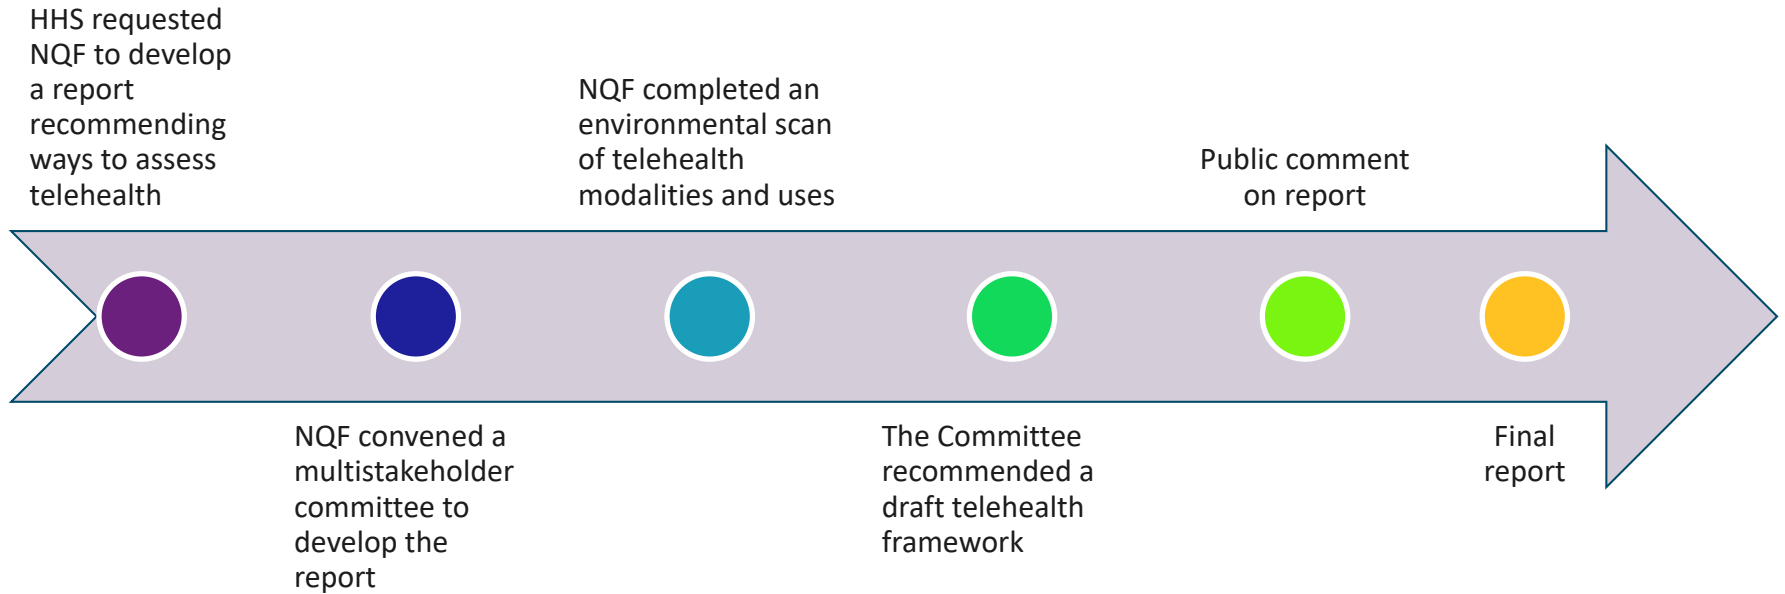 HHS requested
NQF to develop
a report
recommending
ways to assess
telehealth
NQF convened a
multistakeholder
committee to
develop the
report
NQF completed an
environmental scan
of telehealth
modalities and uses
The Committee
recommended a
draft telehealth
framework
Public comment
on report
Final
report